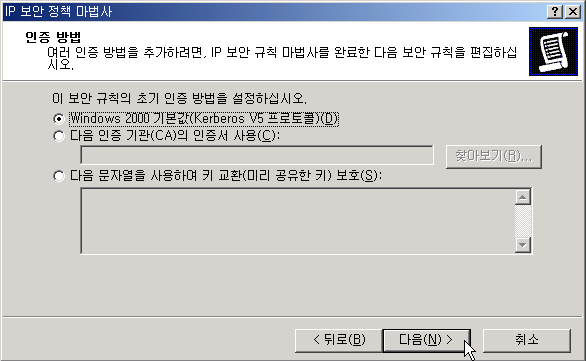 IP 보안 정책 마법사
인증 방법
여러 인증 방법을 추가하려면, IP 보안 규칙 마법사를 완료한 다음 보안 규칙을 편집하십
시오.
이 보안 규칙의 초기 인증 방법을 설정하십시오.
Windows 2000 기본값(Kerberos V5 프로토콜)(D)
다음 인증 기관(CA)의 인증서 사용(C):
찾아보기(R)...
다음 문자열을 사용하여 키 교환(미리 공유한 키) 보호(S):
< 뒤로(B)
다음(N) >
취소